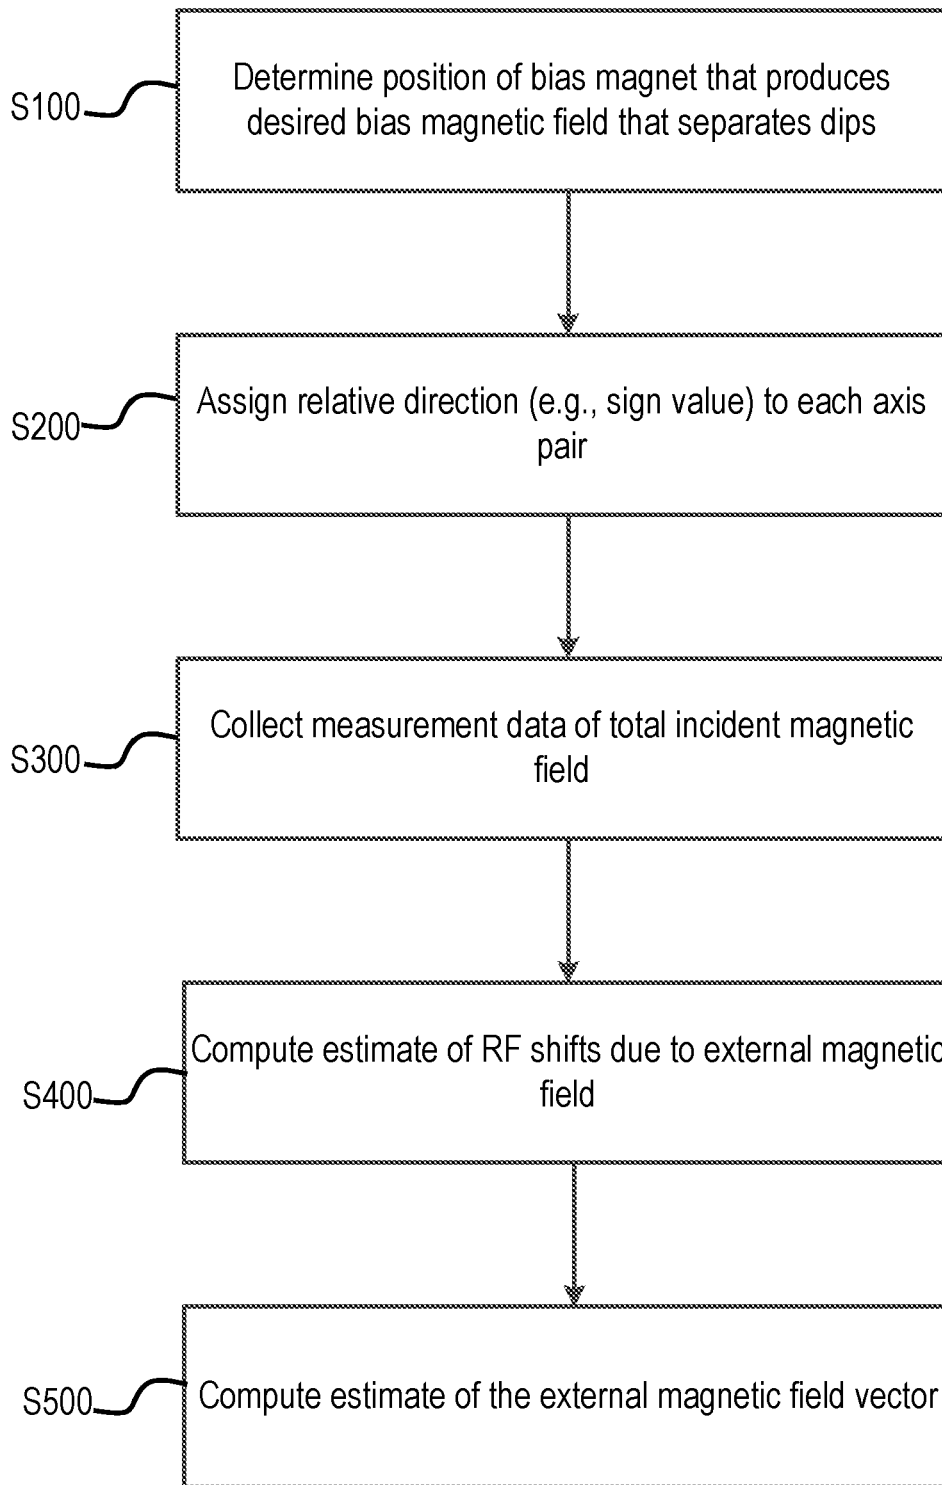 S100
Determine position of bias magnet that produces
desired bias magnetic field that separates dips
S200
Assign relative direction (e.g., sign value) to each axis
pair
S300
Collect measurement data of total incident magnetic
field
S400
Compute estimate of RF shifts due to external magnetic
field
S500
Compute estimate of the external magnetic field vector